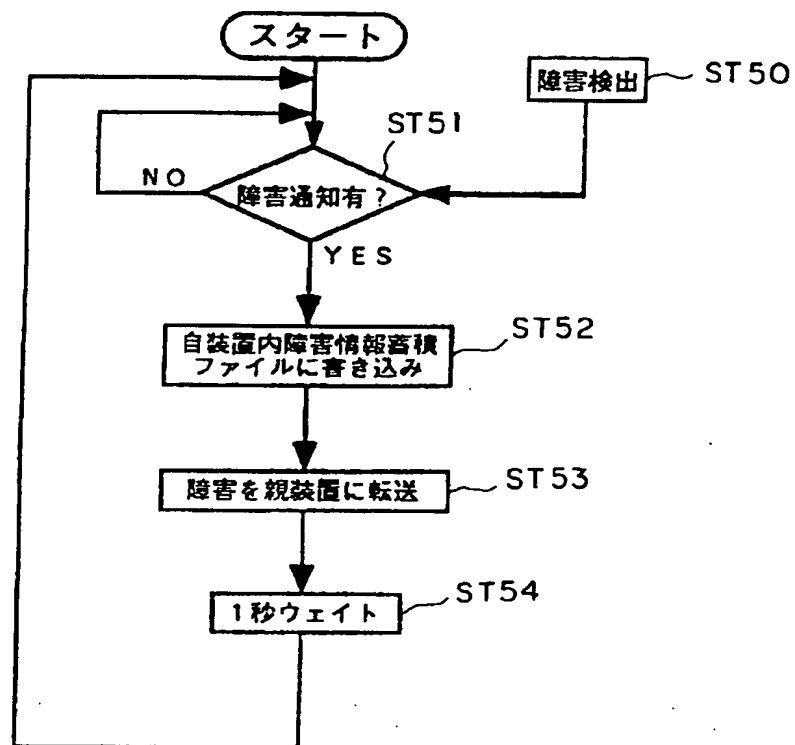 スタート
障害検出
ST50
ST51
NO
障害通知有?
YES
自装置内障害情報蓄積
ファイルに書き込み
ST52
障害を親装置に転送
ST53
1秒ウェイト
ST54